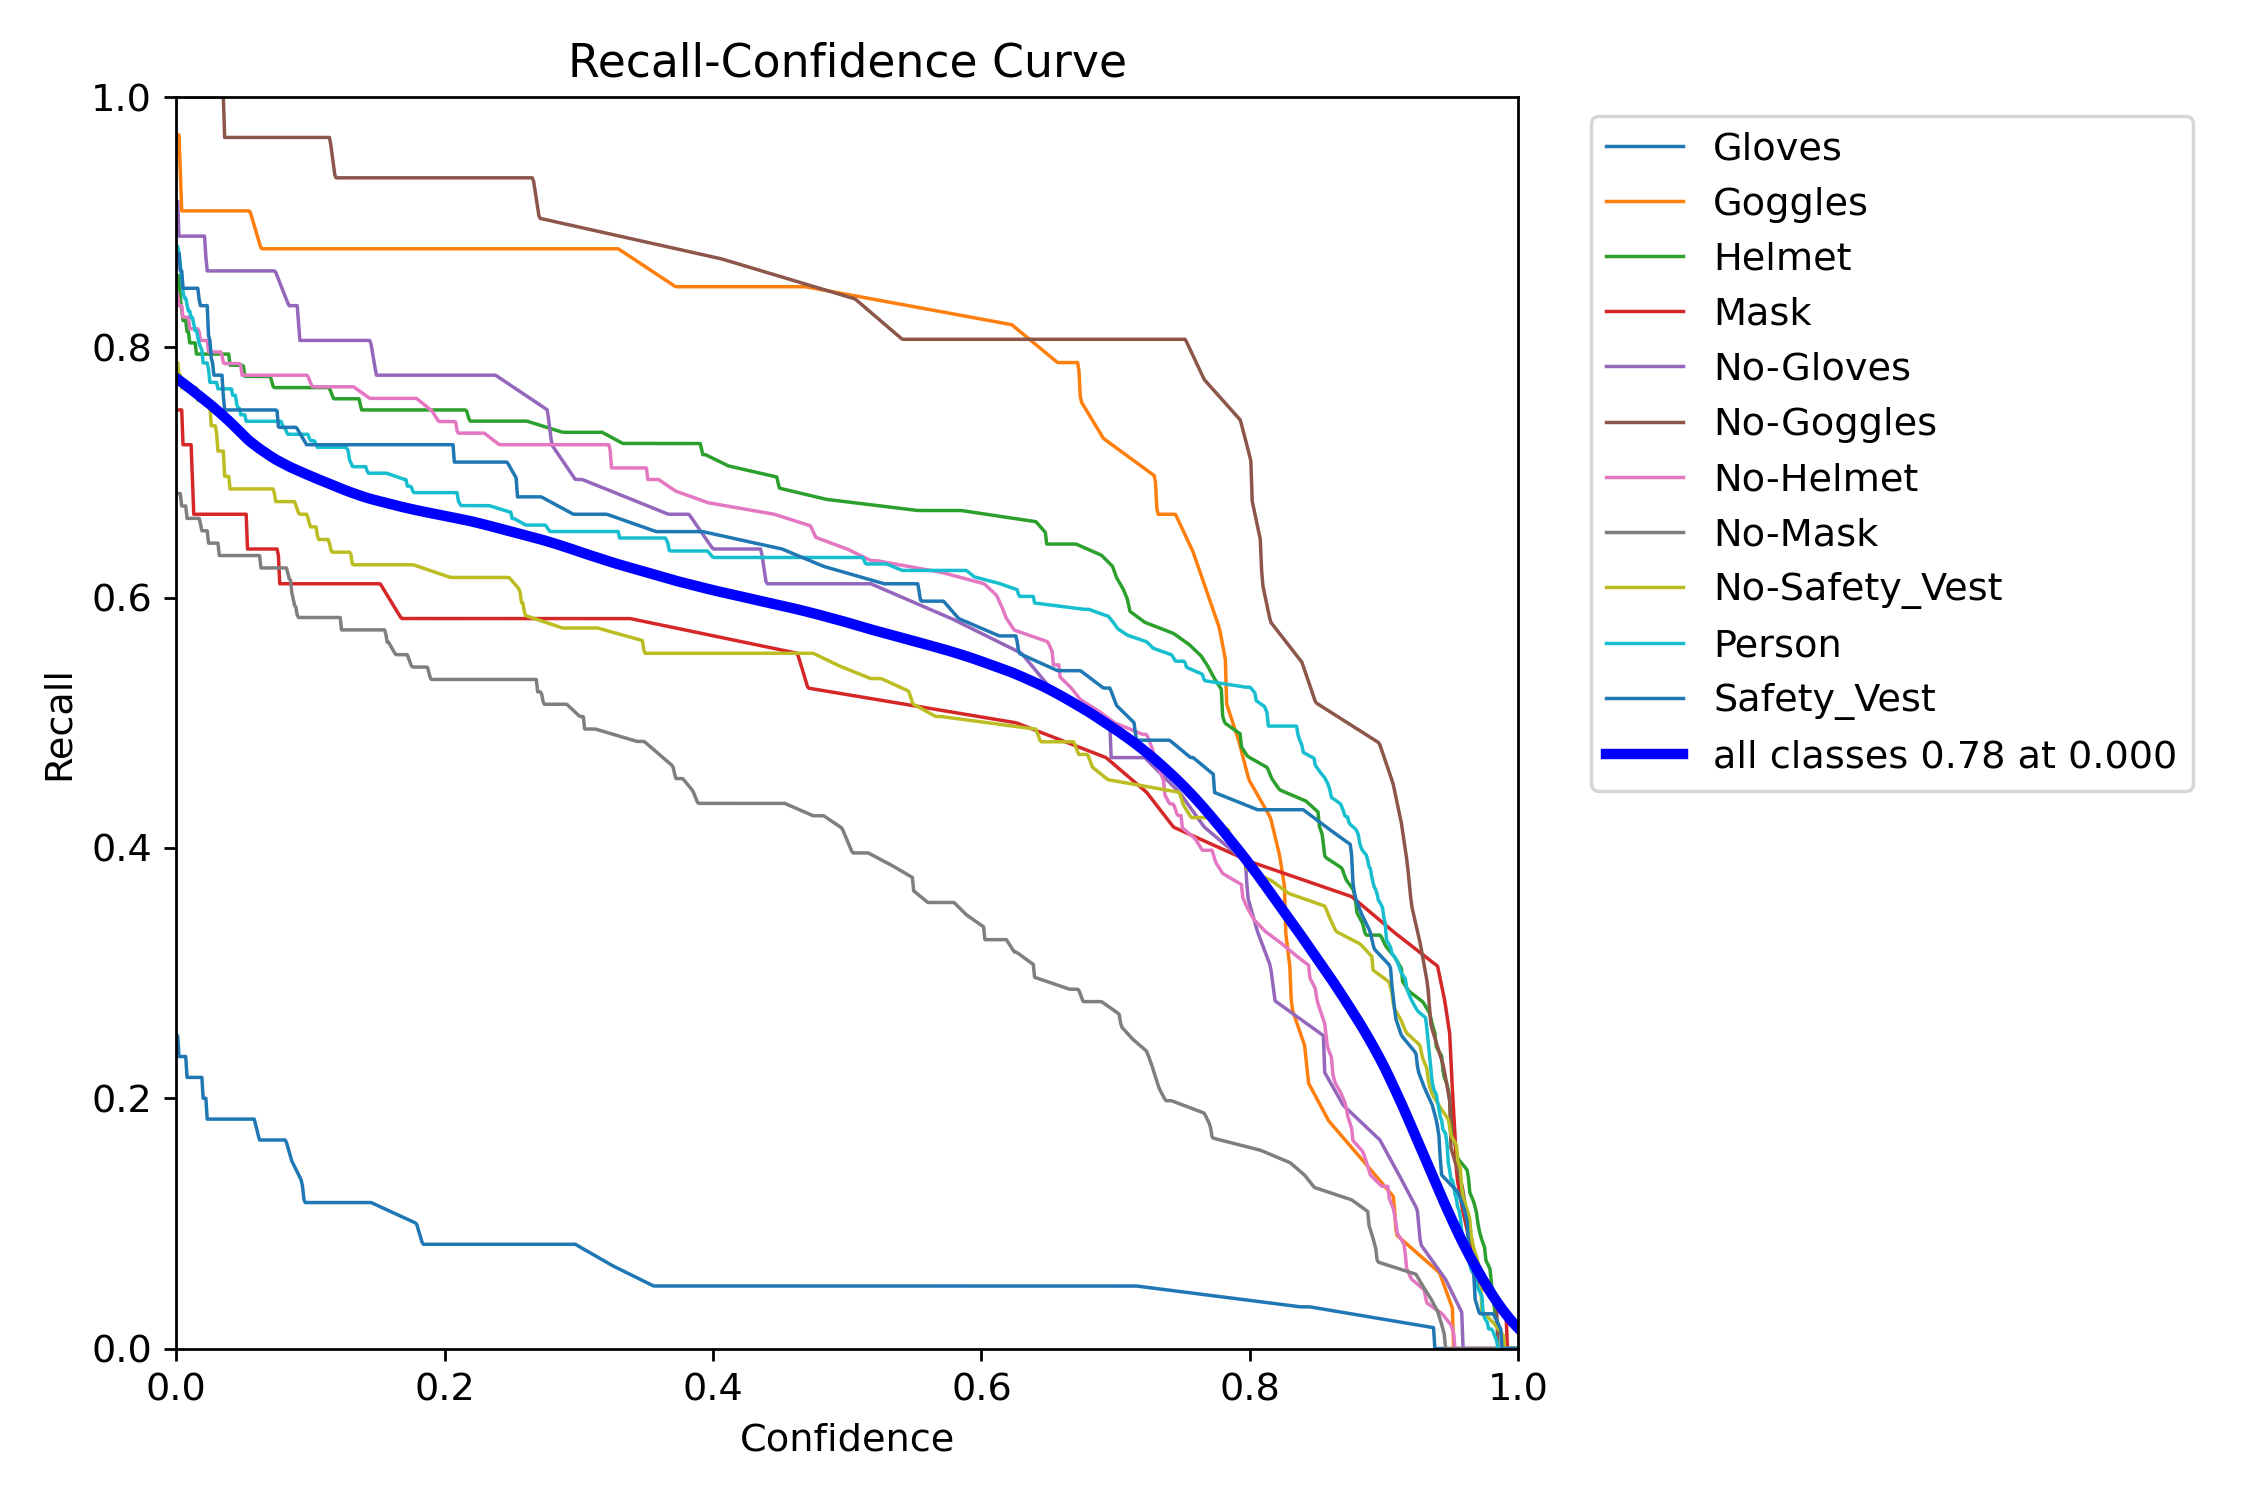 Recall-Confidence Curve
1.0
0.8
0.6
0.4
0.2
0.0
Recall
0.0 0.2 0.4 0.6 0.8 1.0
Confidence
Gloves
Goggles
Helmet
Mask
No-Gloves
No-Goggles
No-Helmet
No-Mask
No-Safety_Vest
Person
Safety_Vest
all classes 0.78 at 0.000